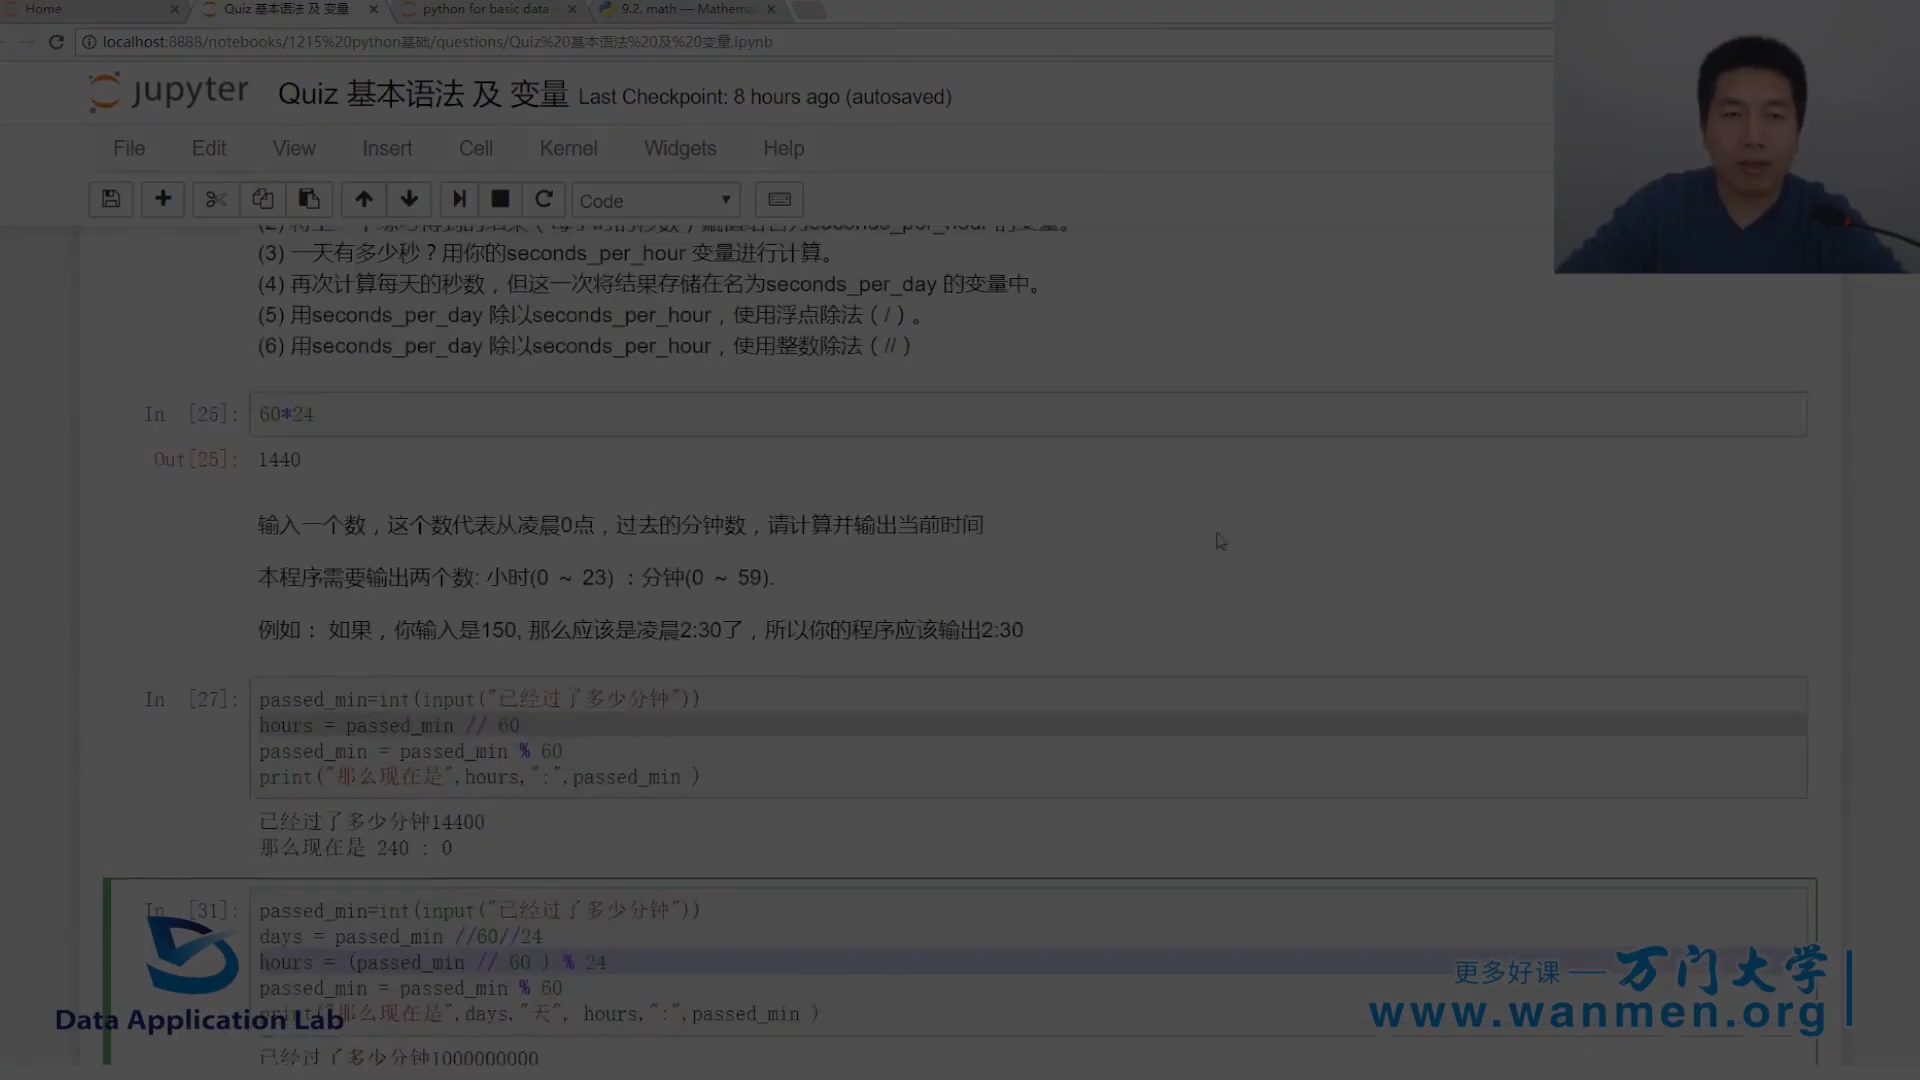 Home
Quiz 基本语法 及 变量
python for basic data
9.2. math — Mathema
localhost:8888/notebooks/1215%20python基础/questions/Quiz%20基本语法%20及%20变量.ipynb
jupyter Quiz 基本语法 及 变量 Last Checkpoint: 8 hours ago (autosaved)
File Edit View Insert Cell Kernel Widgets Help
Code
(3) 一天有多少秒？用你的seconds_per_hour 变量进行计算。
(4) 再次计算每天的秒数，但这一次将结果存储在名为seconds_per_day 的变量中。
(5) 用seconds_per_day 除以seconds_per_hour，使用浮点除法（ / ）。
(6) 用seconds_per_day 除以seconds_per_hour，使用整数除法（ // ）
In [25]: 60*24
Out[25]: 1440
输入一个数，这个数代表从凌晨0点，过去的分钟数，请计算并输出当前时间
本程序需要输出两个数: 小时(0 ~ 23) ：分钟(0 ~ 59).
例如： 如果，你输入是150, 那么应该是凌晨2:30了，所以你的程序应该输出2:30
In [27]: passed_min=int(input("已经过了多少分钟"))
hours = passed_min // 60
passed_min = passed_min % 60
print("那么现在是",hours,":",passed_min )
已经过了多少分钟14400
那么现在是 240 : 0
In [31]: passed_min=int(input("已经过了多少分钟"))
days = passed_min //60//24
hours = (passed_min // 60 ) % 24
passed_min = passed_min % 60
print("那么现在是",days,"天", hours,":",passed_min )
已经过了多少分钟1000000000
Data Application Lab
更多好课 — 万门大学
www.wanmen.org